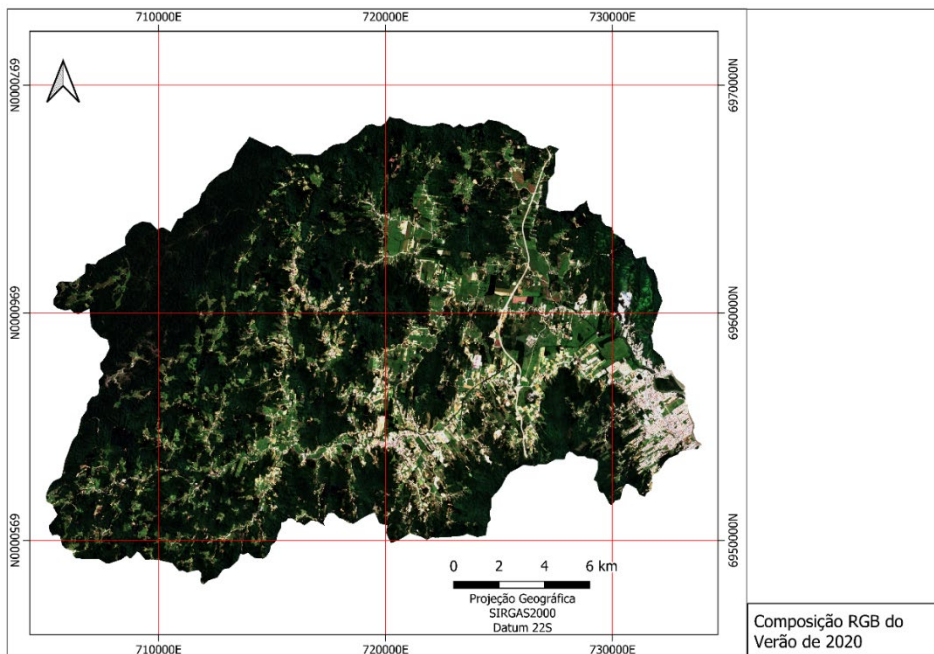 710000E 720000E 730000E
6970000N 6970000N
6960000N 6960000N
6950000N 6950000N
0 2 4 6 km
Projeção Geográfica
SIRGAS2000
Datum 22S
710000E 720000E 730000E
Composição RGB do
Verão de 2020